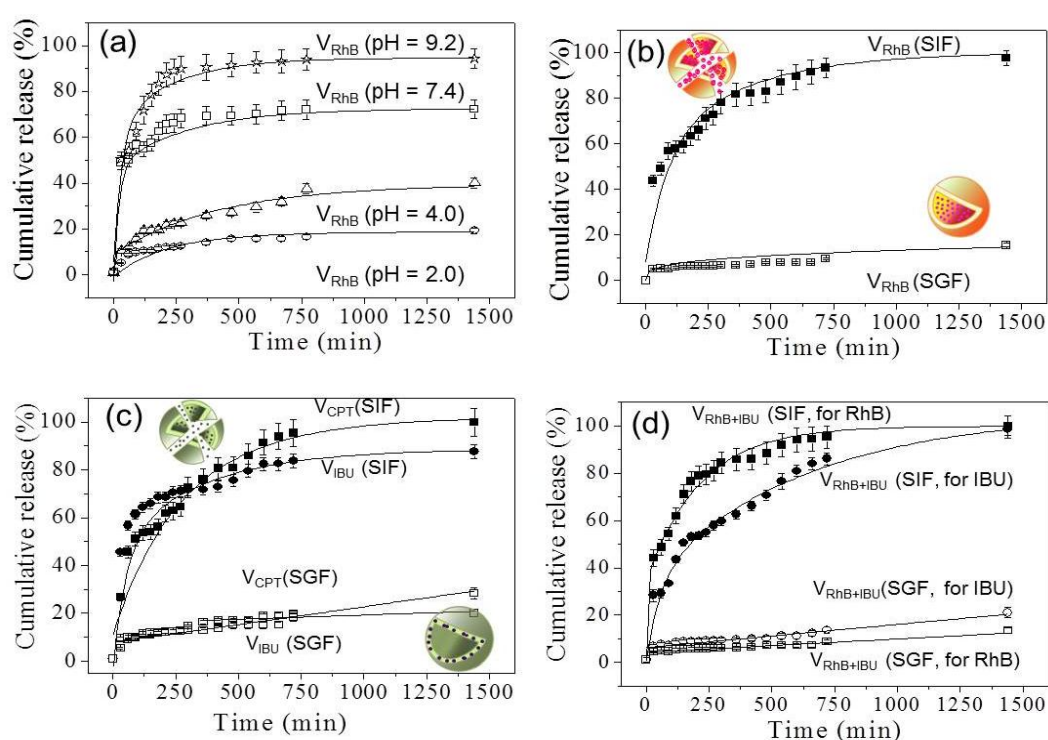 (a)
V_RhB (pH = 9.2)
V_RhB (pH = 7.4)
V_RhB (pH = 4.0)
V_RhB (pH = 2.0)
Cumulative release (%)
100
80
60
40
20
0
0 250 500 750 1000 1250 1500
Time (min)
(b)
V_RhB (SIF)
V_RhB (SGF)
Cumulative release (%)
100
80
60
40
20
0
0 250 500 750 1000 1250 1500
Time (min)
(c)
V_CPT (SIF)
V_IBU (SIF)
V_CPT (SGF)
V_IBU (SGF)
Cumulative release (%)
100
80
60
40
20
0
0 250 500 750 1000 1250 1500
Time (min)
(d)
V_RhB+IBU (SIF, for RhB)
V_RhB+IBU (SIF, for IBU)
V_RhB+IBU (SGF, for IBU)
V_RhB+IBU (SGF, for RhB)
Cumulative release (%)
100
80
60
40
20
0
0 250 500 750 1000 1250 1500
Time (min)